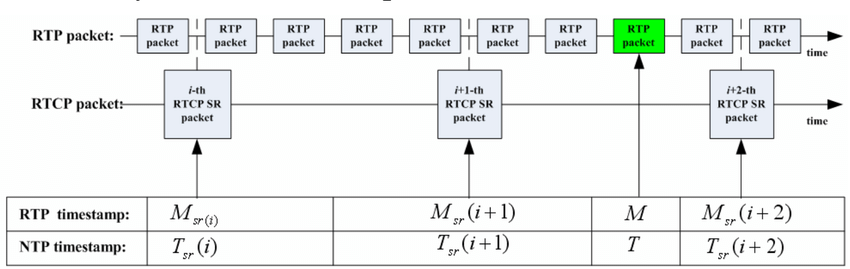 RTP packet: RTP packet RTP packet RTP packet RTP packet RTP packet RTP packet RTP packet RTP packet RTP packet RTP packet
time
RTCP packet: i-th RTCP SR packet i+1-th RTCP SR packet i+2-th RTCP SR packet
time
RTP timestamp: M_{sr(i)} M_{sr}(i+1) M M_{sr}(i+2)
NTP timestamp: T_{sr}(i) T_{sr}(i+1) T T_{sr}(i+2)